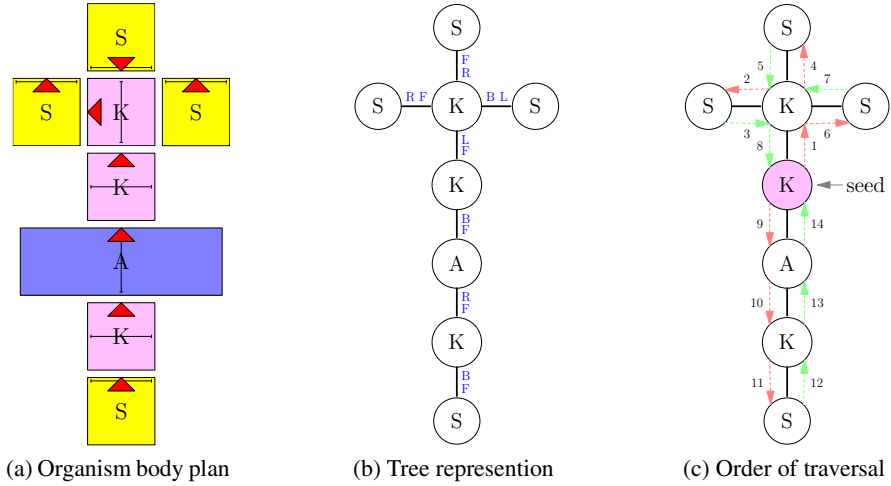 S
S
K
S
K
A
K
S
(a) Organism body plan
S
F
R
S
R F
K
B L
S
L
F
K
B
F
A
R
F
K
B
F
S
(b) Tree represention
S
5
4
2
7
S
K
S
3
6
8
1
K
seed
9
14
A
10
13
K
11
12
S
(c) Order of traversal